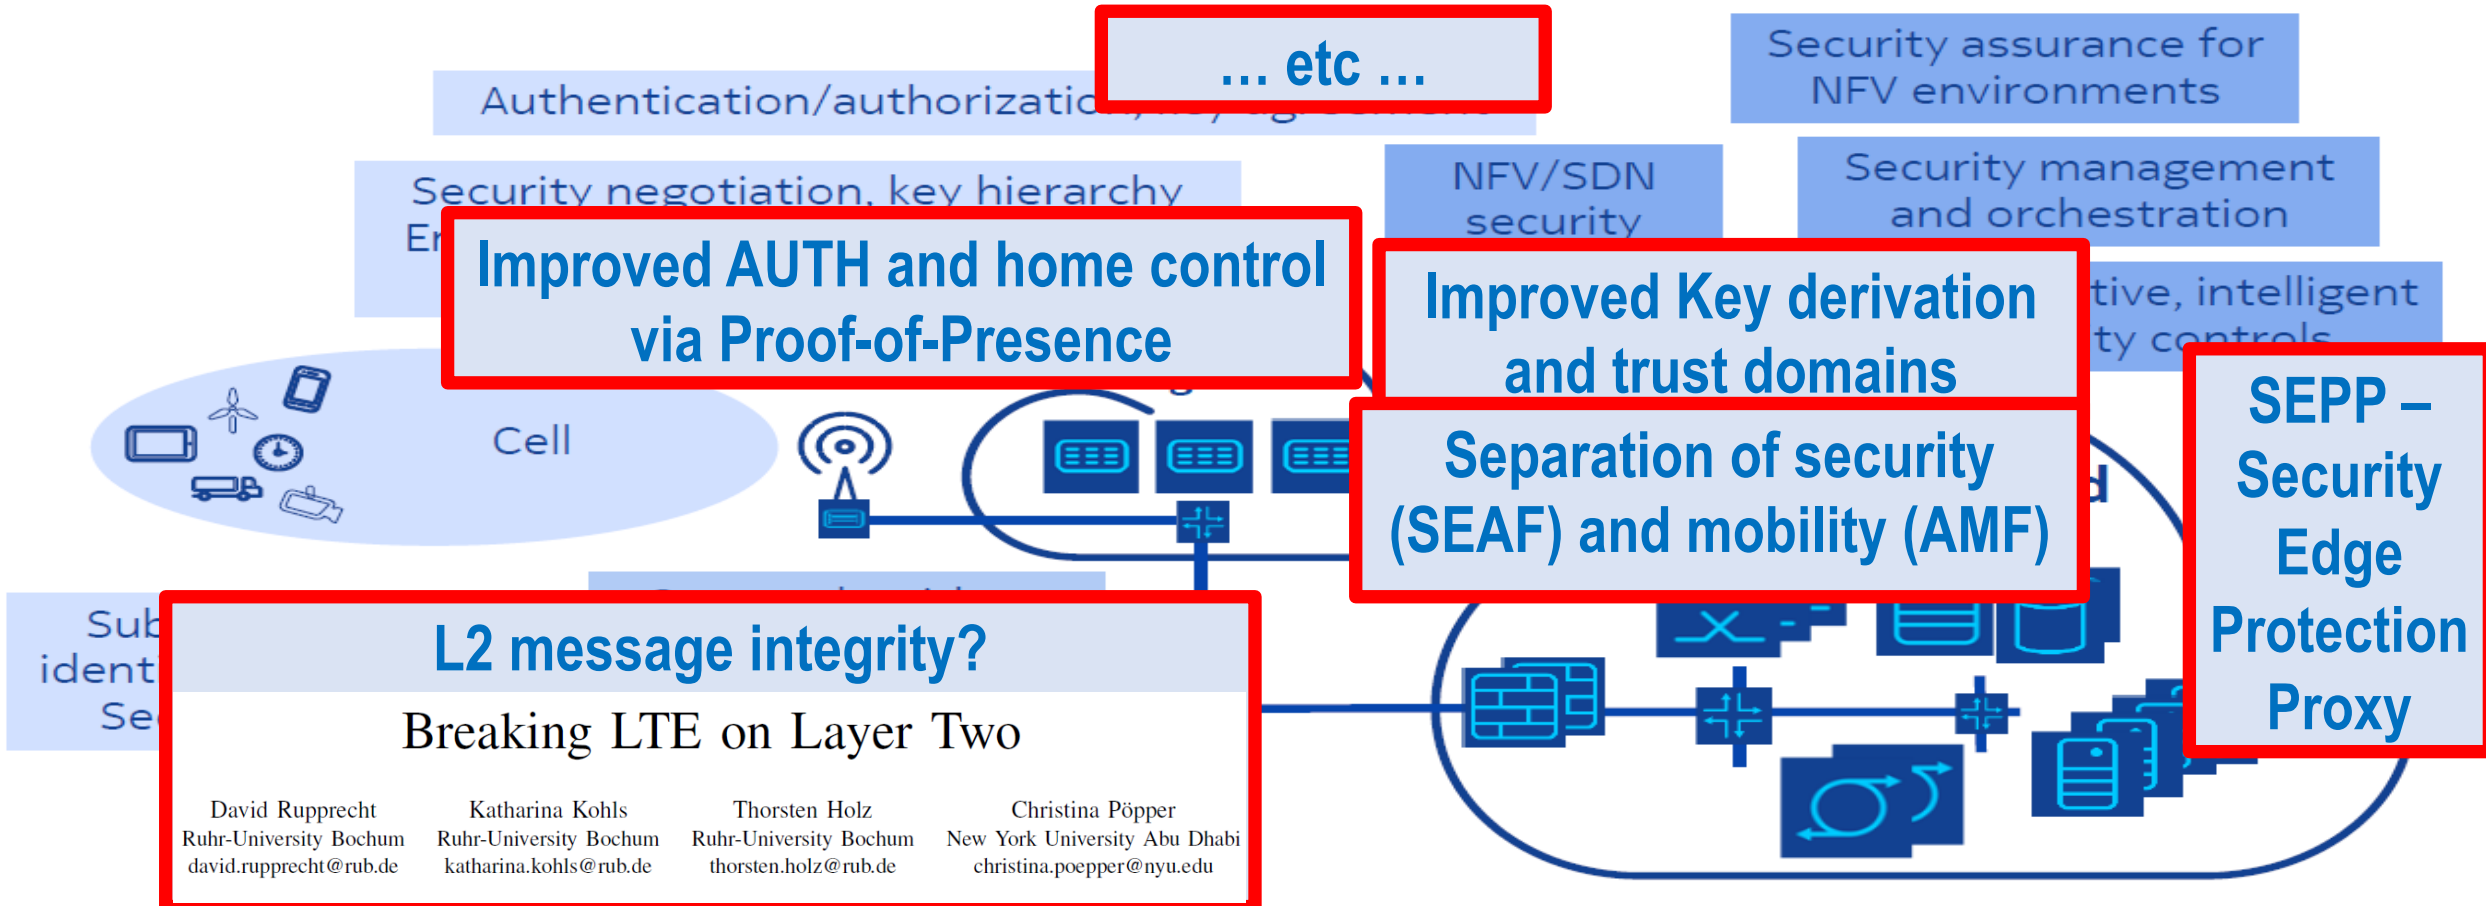 … etc …
Security assurance for
NFV environments
Authentication/authorizatio
Security negotiation, key hierarchy
NFV/SDN
security
Security management
and orchestration
Improved AUTH and home control
via Proof-of-Presence
Improved Key derivation
and trust domains
tive, intelligent
ty controls
Cell
Separation of security
(SEAF) and mobility (AMF)
SEPP –
Security
Edge
Protection
Proxy
Sub
identi
Se
L2 message integrity?
Breaking LTE on Layer Two
David Rupprecht
Ruhr-University Bochum
david.rupprecht@rub.de
Katharina Kohls
Ruhr-University Bochum
katharina.kohls@rub.de
Thorsten Holz
Ruhr-University Bochum
thorsten.holz@rub.de
Christina Pöpper
New York University Abu Dhabi
christina.poepper@nyu.edu